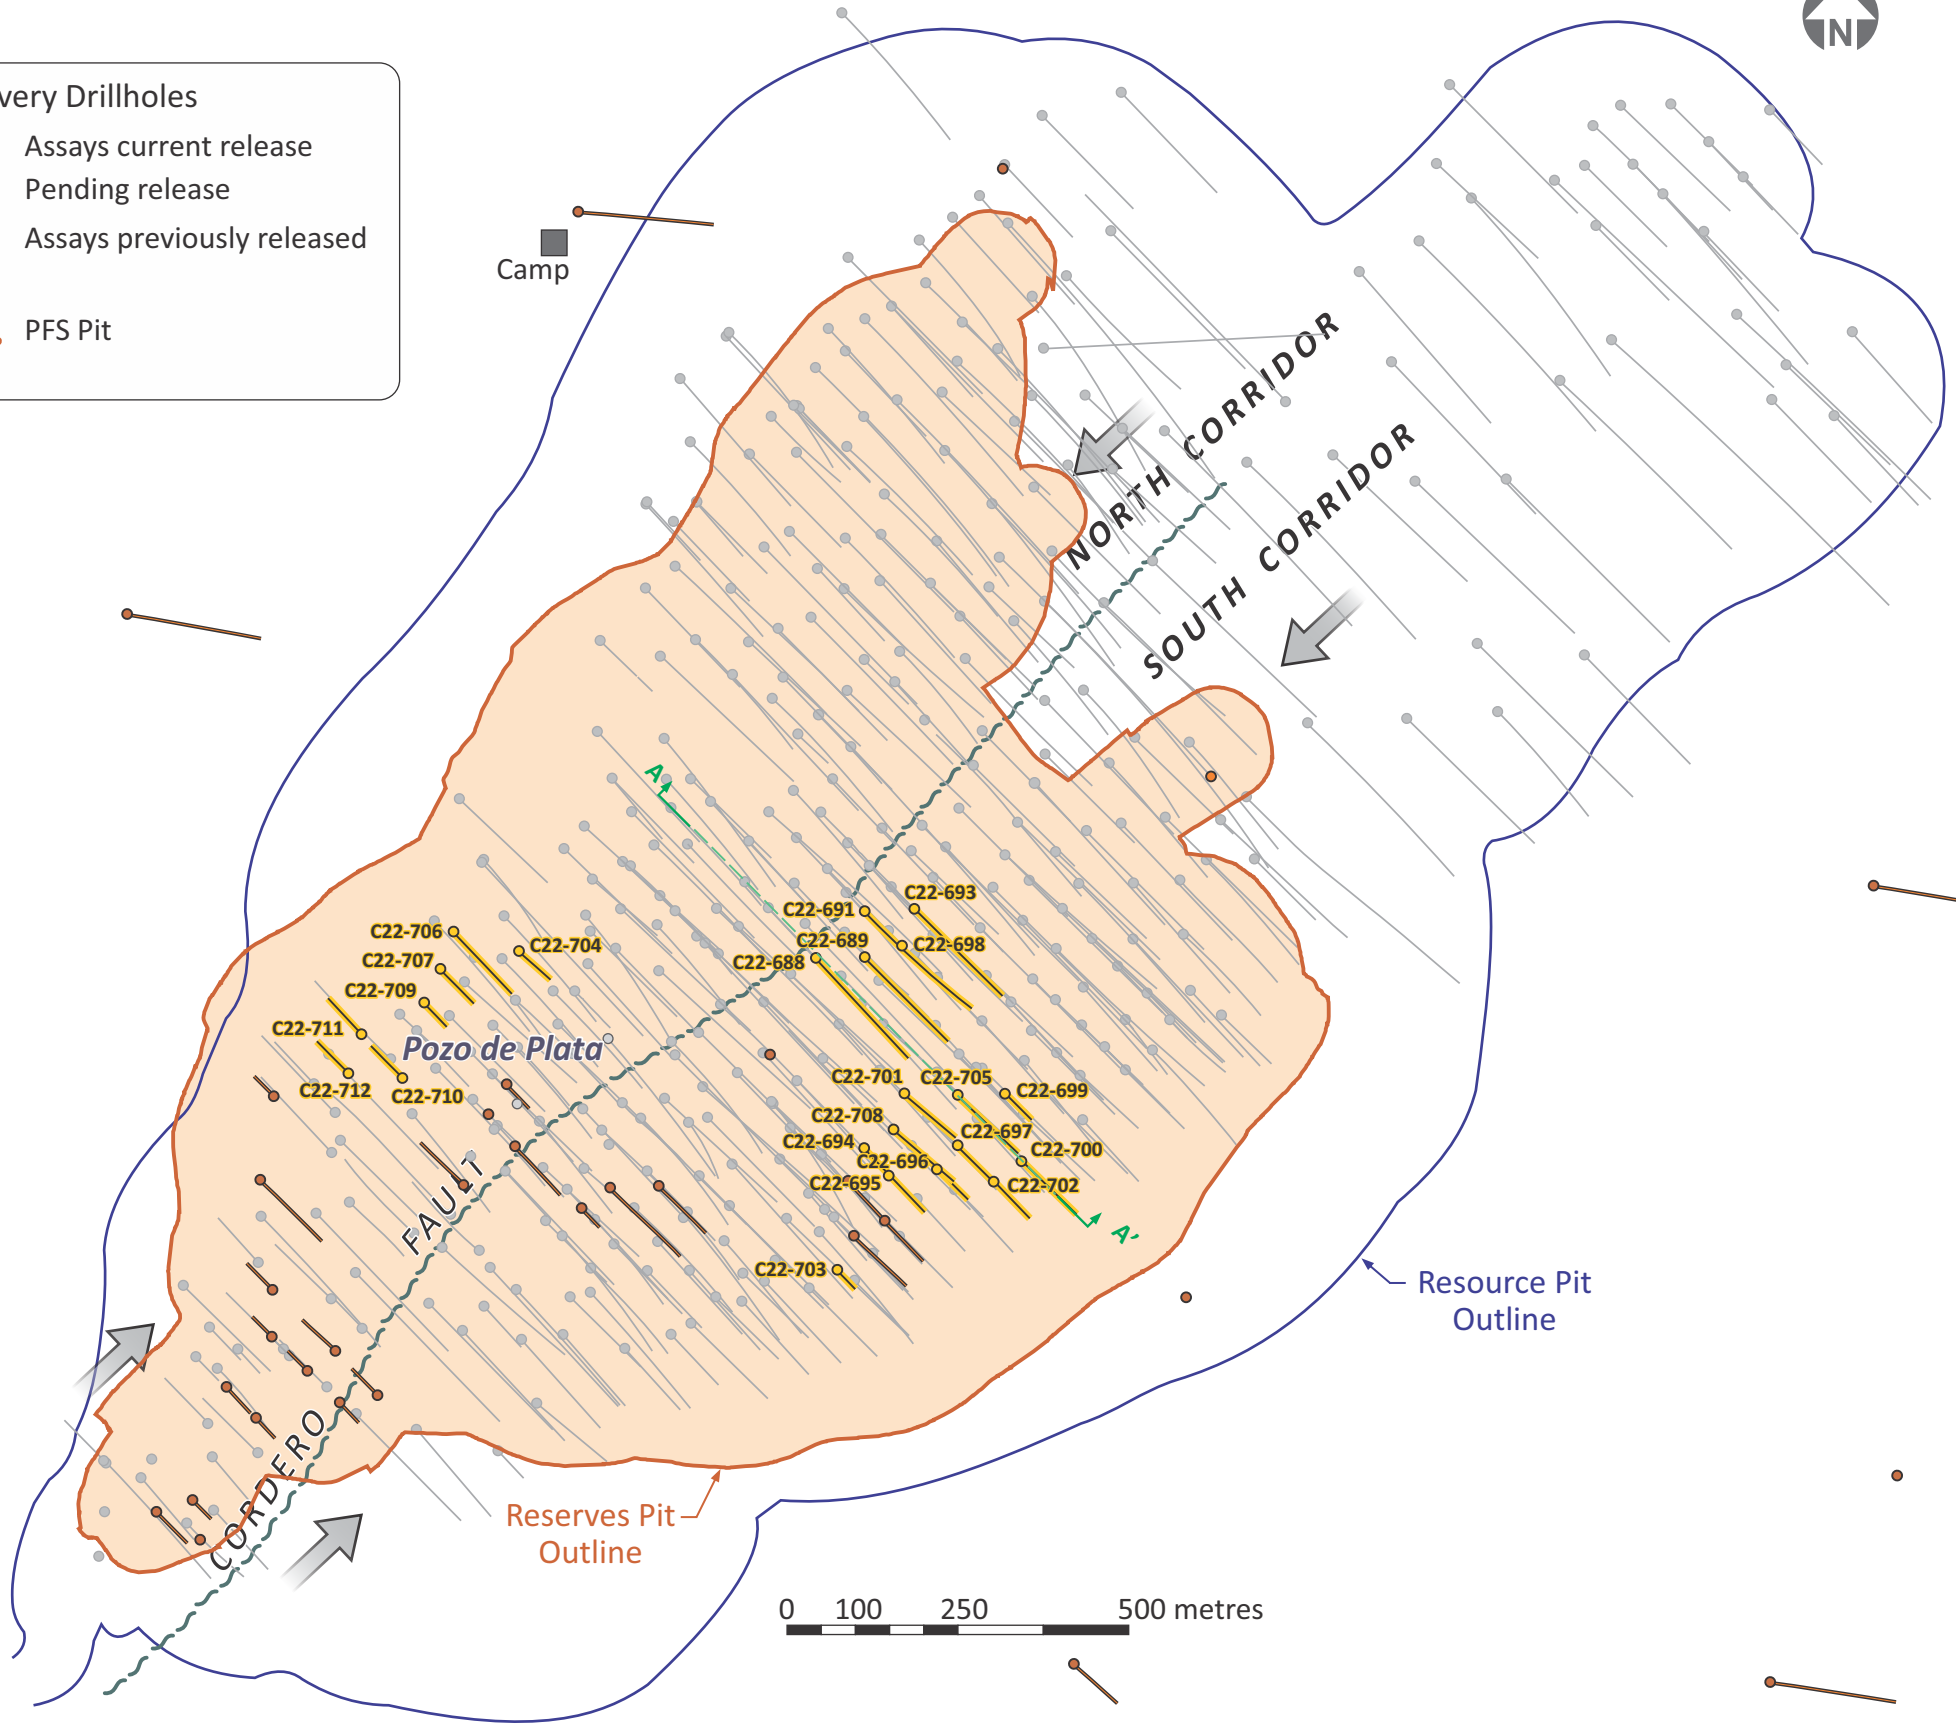 N
very Drillholes
Assays current release
Pending release
Assays previously released
PFS Pit
Camp
NORTH CORRIDOR
SOUTH CORRIDOR
A
C22-693
C22-691
C22-706
C22-704
C22-689
C22-698
C22-707
C22-688
C22-709
C22-711
Pozo de Plata
C22-701
C22-705
C22-699
C22-712
C22-710
C22-708
C22-697
C22-694
C22-700
C22-696
C22-695
C22-702
A'
C22-703
CORDERO FAULT
Resource Pit
Outline
Reserves Pit
Outline
0 100 250 500 metres